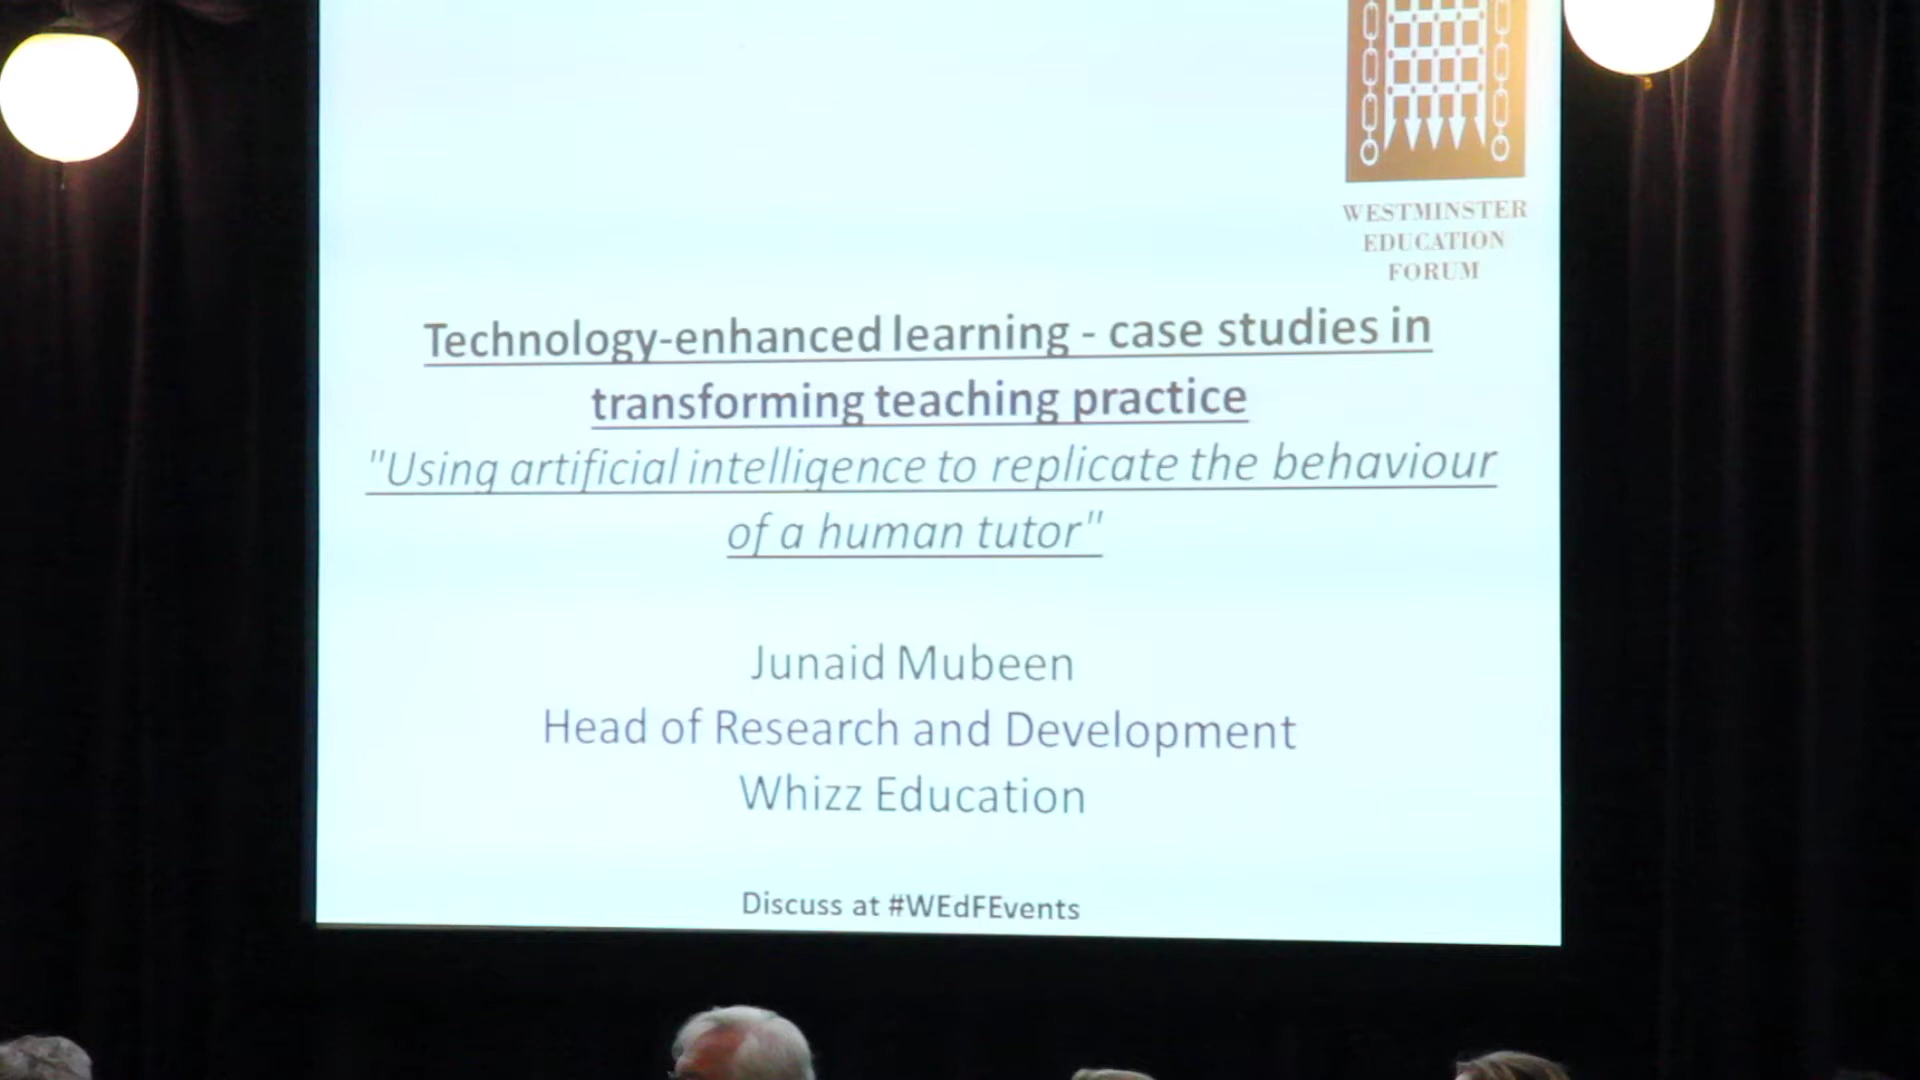 WESTMINSTER
EDUCATION
FORUM
Technology-enhanced learning - case studies in
transforming teaching practice
"Using artificial intelligence to replicate the behaviour
of a human tutor"
Junaid Mubeen
Head of Research and Development
Whizz Education
Discuss at #WEdFEvents